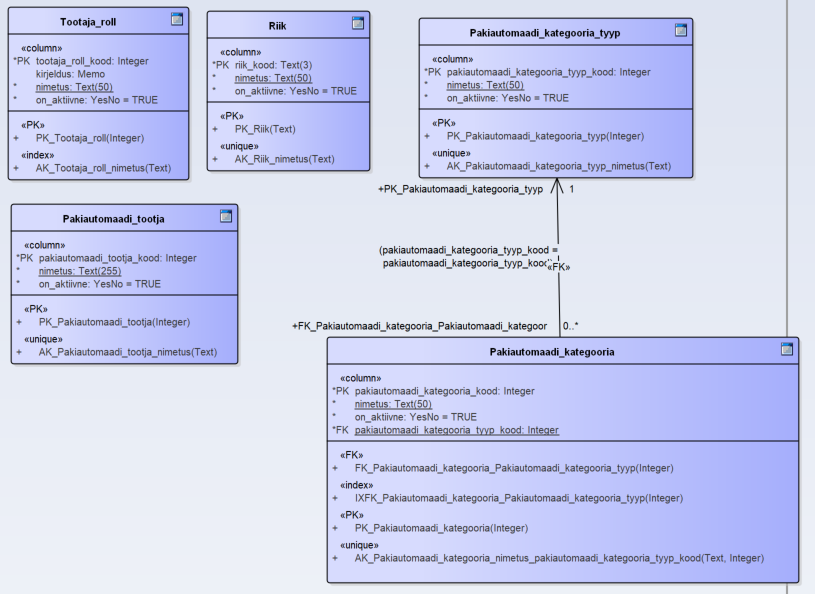 Tootaja_roll
«column»
*PK tootaja_roll_kood: Integer
kirjeldus: Memo
* nimetus: Text(50)
* on_aktiivne: YesNo = TRUE
«PK»
+ PK_Tootaja_roll(Integer)
«index»
+ AK_Tootaja_roll_nimetus(Text)
Riik
«column»
*PK riik_kood: Text(3)
* nimetus: Text(50)
* on_aktiivne: YesNo = TRUE
«PK»
+ PK_Riik(Text)
«unique»
+ AK_Riik_nimetus(Text)
Pakiautomaadi_kategooria_tyyp
«column»
*PK pakiautomaadi_kategooria_tyyp_kood: Integer
* nimetus: Text(50)
* on_aktiivne: YesNo = TRUE
«PK»
+ PK_Pakiautomaadi_kategooria_tyyp(Integer)
«unique»
+ AK_Pakiautomaadi_kategooria_tyyp_nimetus(Text)
+PK_Pakiautomaadi_kategooria_tyyp 1
Pakiautomaadi_tootja
«column»
*PK pakiautomaadi_tootja_kood: Integer
* nimetus: Text(255)
* on_aktiivne: YesNo = TRUE
«PK»
+ PK_Pakiautomaadi_tootja(Integer)
«unique»
+ AK_Pakiautomaadi_tootja_nimetus(Text)
(pakiautomaadi_kategooria_tyyp_kood =
pakiautomaadi_kategooria_tyyp_kood)
«FK»
+FK_Pakiautomaadi_kategooria_Pakiautomaadi_kategoor 0..*
Pakiautomaadi_kategooria
«column»
*PK pakiautomaadi_kategooria_kood: Integer
* nimetus: Text(50)
* on_aktiivne: YesNo = TRUE
*FK pakiautomaadi_kategooria_tyyp_kood: Integer
«FK»
+ FK_Pakiautomaadi_kategooria_Pakiautomaadi_kategooria_tyyp(Integer)
«index»
+ IXFK_Pakiautomaadi_kategooria_Pakiautomaadi_kategooria_tyyp(Integer)
«PK»
+ PK_Pakiautomaadi_kategooria(Integer)
«unique»
+ AK_Pakiautomaadi_kategooria_nimetus_pakiautomaadi_kategooria_tyyp_kood(Text, Integer)